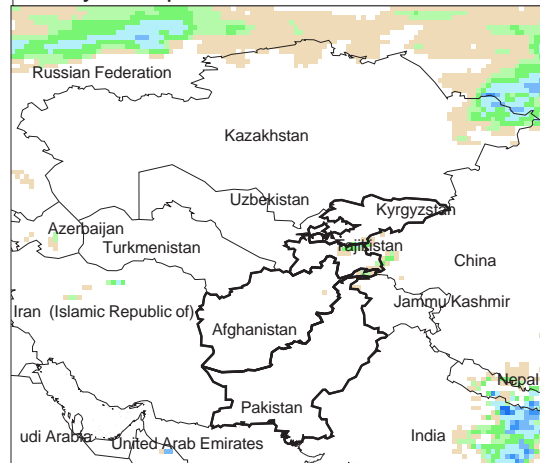 Russian Federation
Kazakhstan
Uzbekistan
Kyrgyzstan
Azerbaijan
Turkmenistan
Tajikistan
China
Iran (Islamic Republic of)
Jammu Kashmir
Afghanistan
Nepal
Pakistan
udi Arabia
United Arab Emirates
India